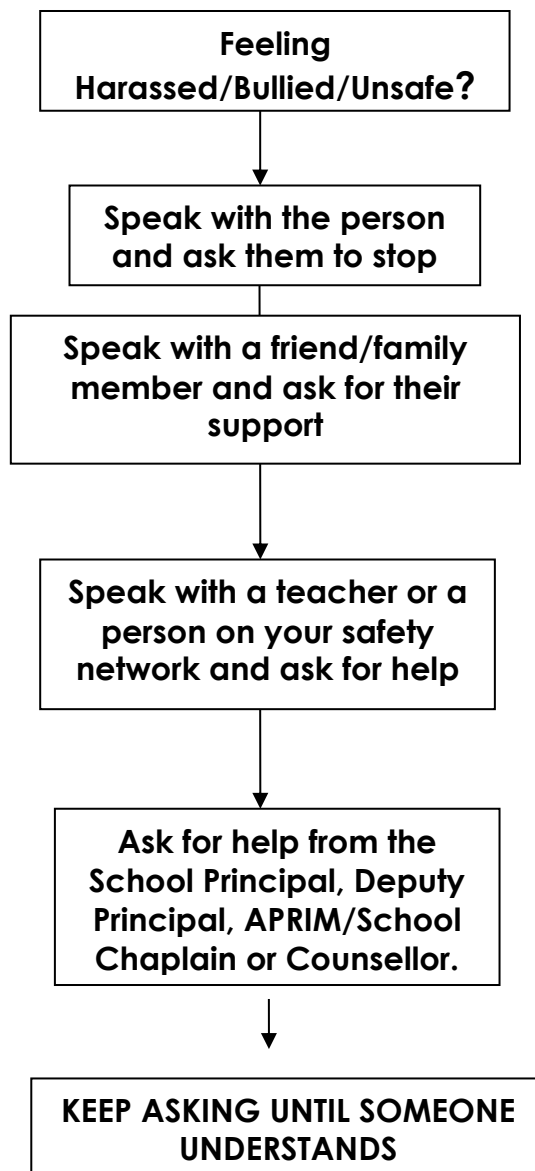 Feeling
Harassed/Bullied/Unsafe?
Speak with the person
and ask them to stop
Speak with a friend/family
member and ask for their
support
Speak with a teacher or a
person on your safety
network and ask for help
Ask for help from the
School Principal, Deputy
Principal, APRIM/School
Chaplain or Counsellor.
KEEP ASKING UNTIL SOMEONE
UNDERSTANDS